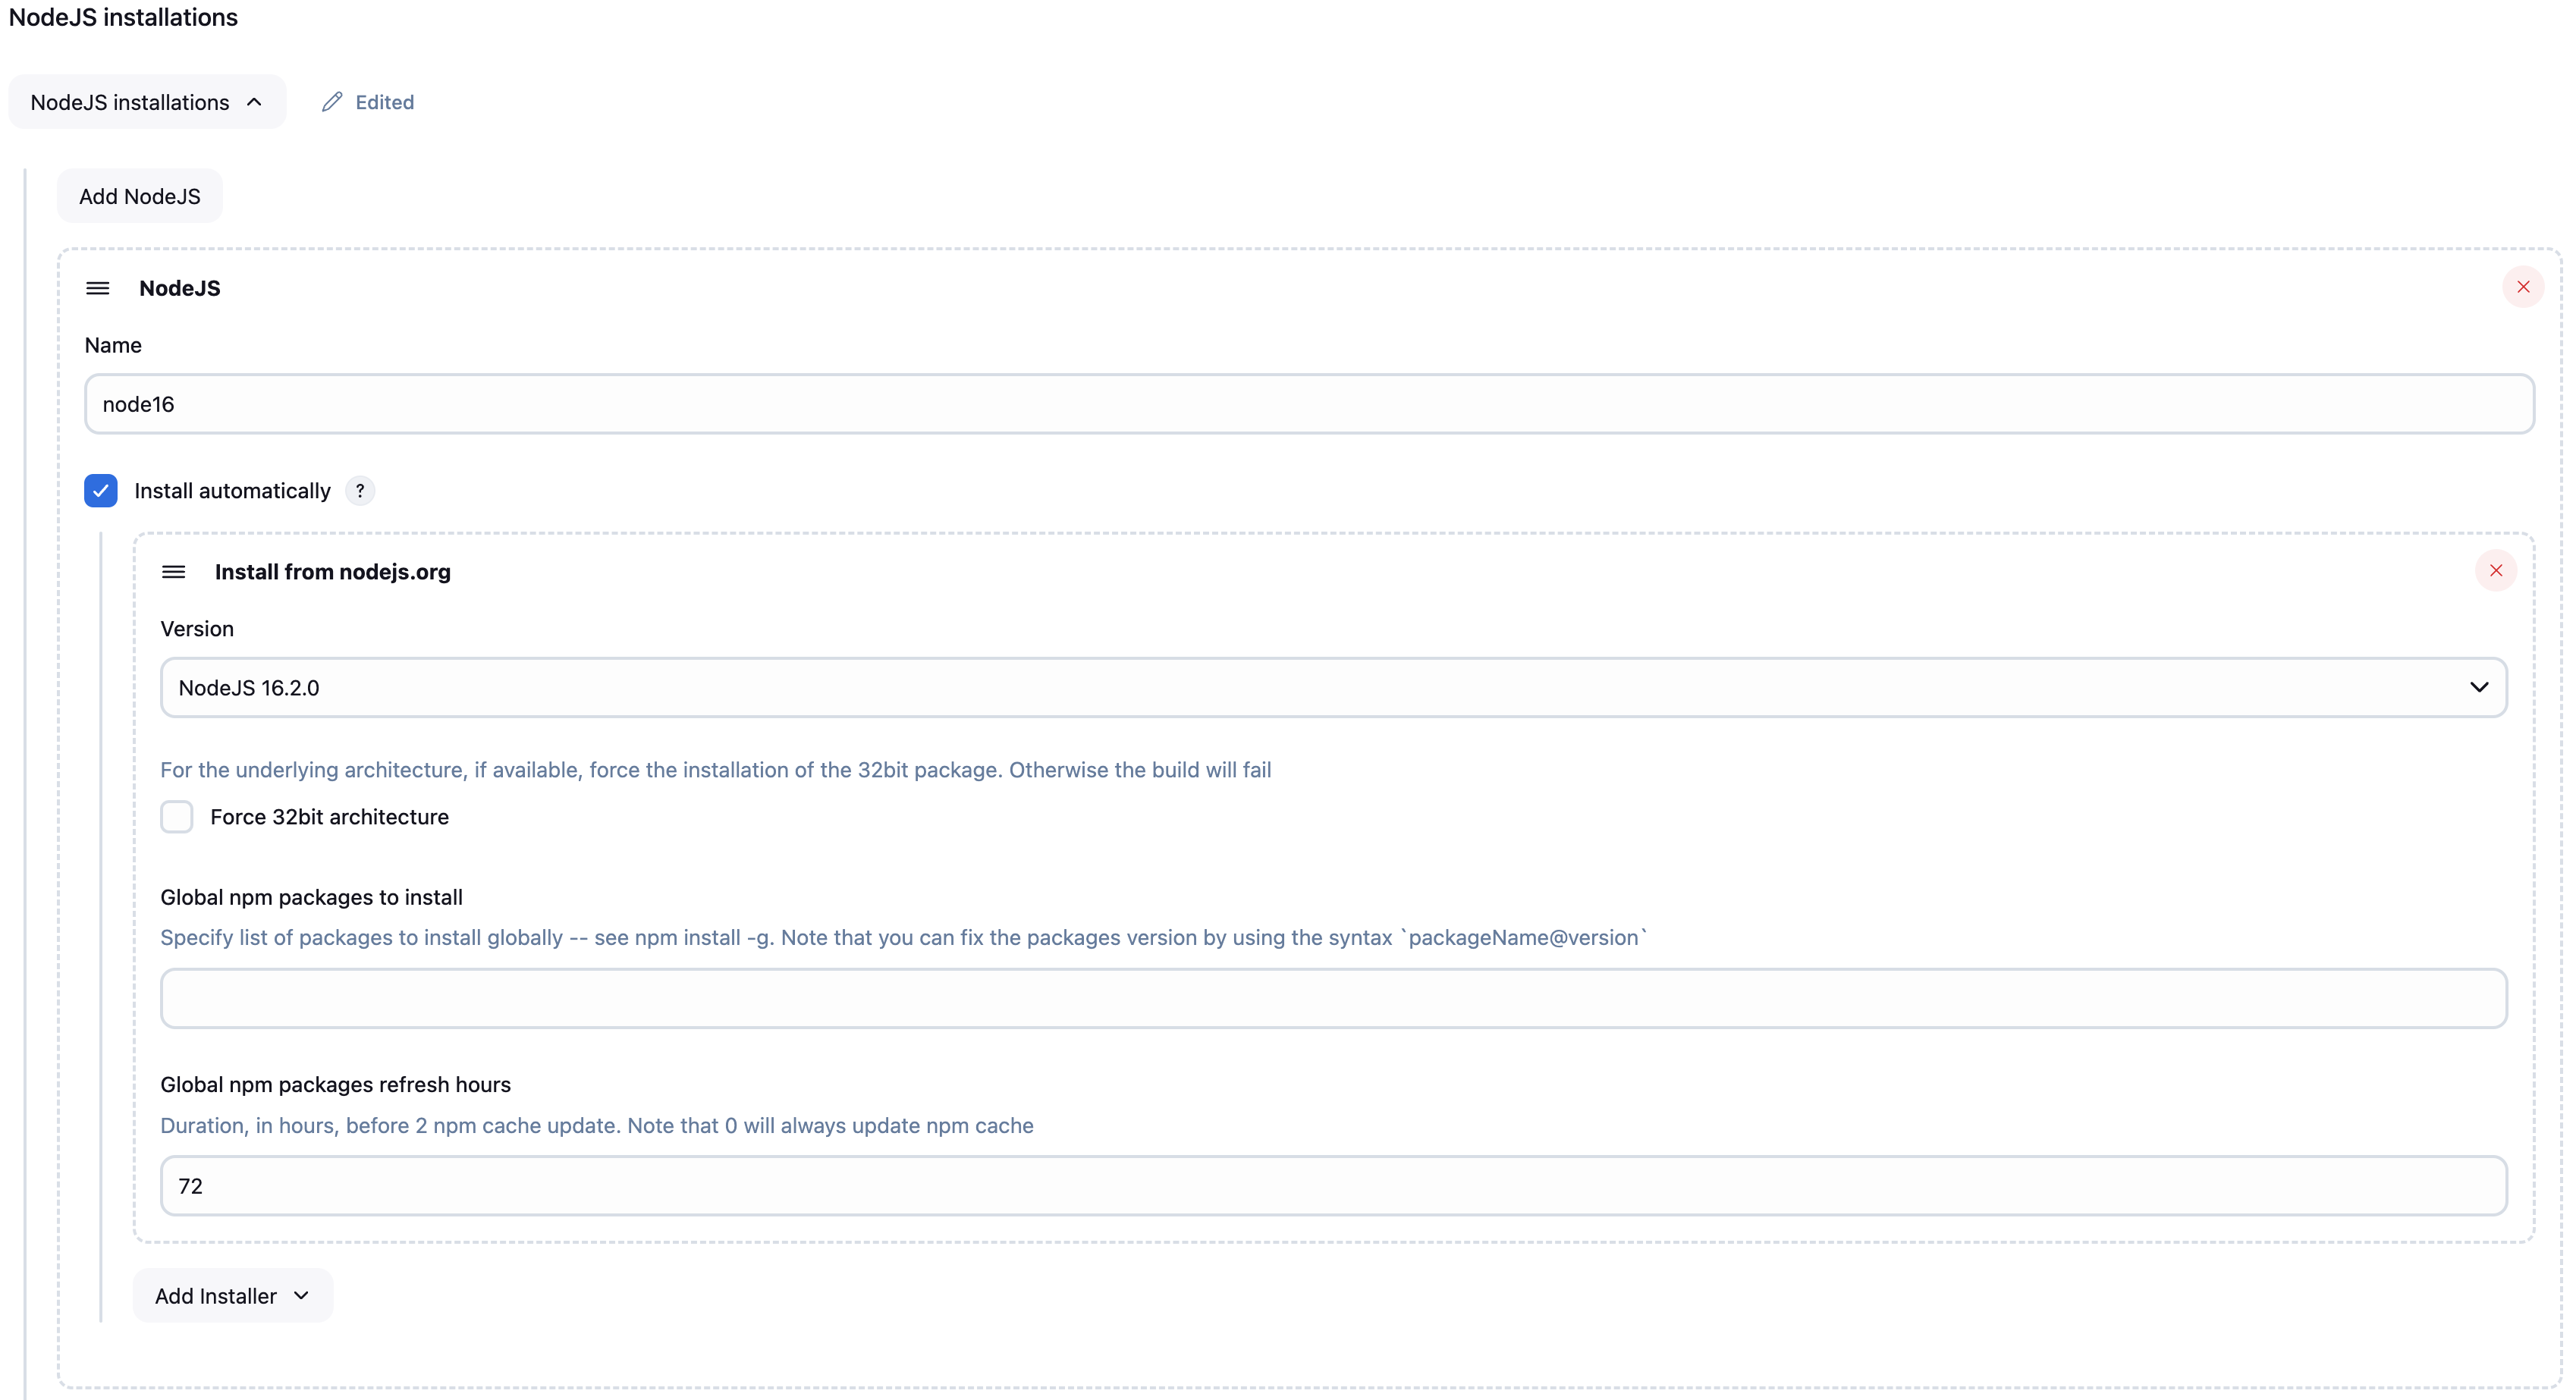 NodeJS installations
NodeJS installations
Edited
Add NodeJS
NodeJS
Name
node16
Install automatically ?
Install from nodejs.org
Version
NodeJS 16.2.0
For the underlying architecture, if available, force the installation of the 32bit package. Otherwise the build will fail
Force 32bit architecture
Global npm packages to install
Specify list of packages to install globally -- see npm install -g. Note that you can fix the packages version by using the syntax `packageName@version`
Global npm packages refresh hours
Duration, in hours, before 2 npm cache update. Note that 0 will always update npm cache
72
Add Installer